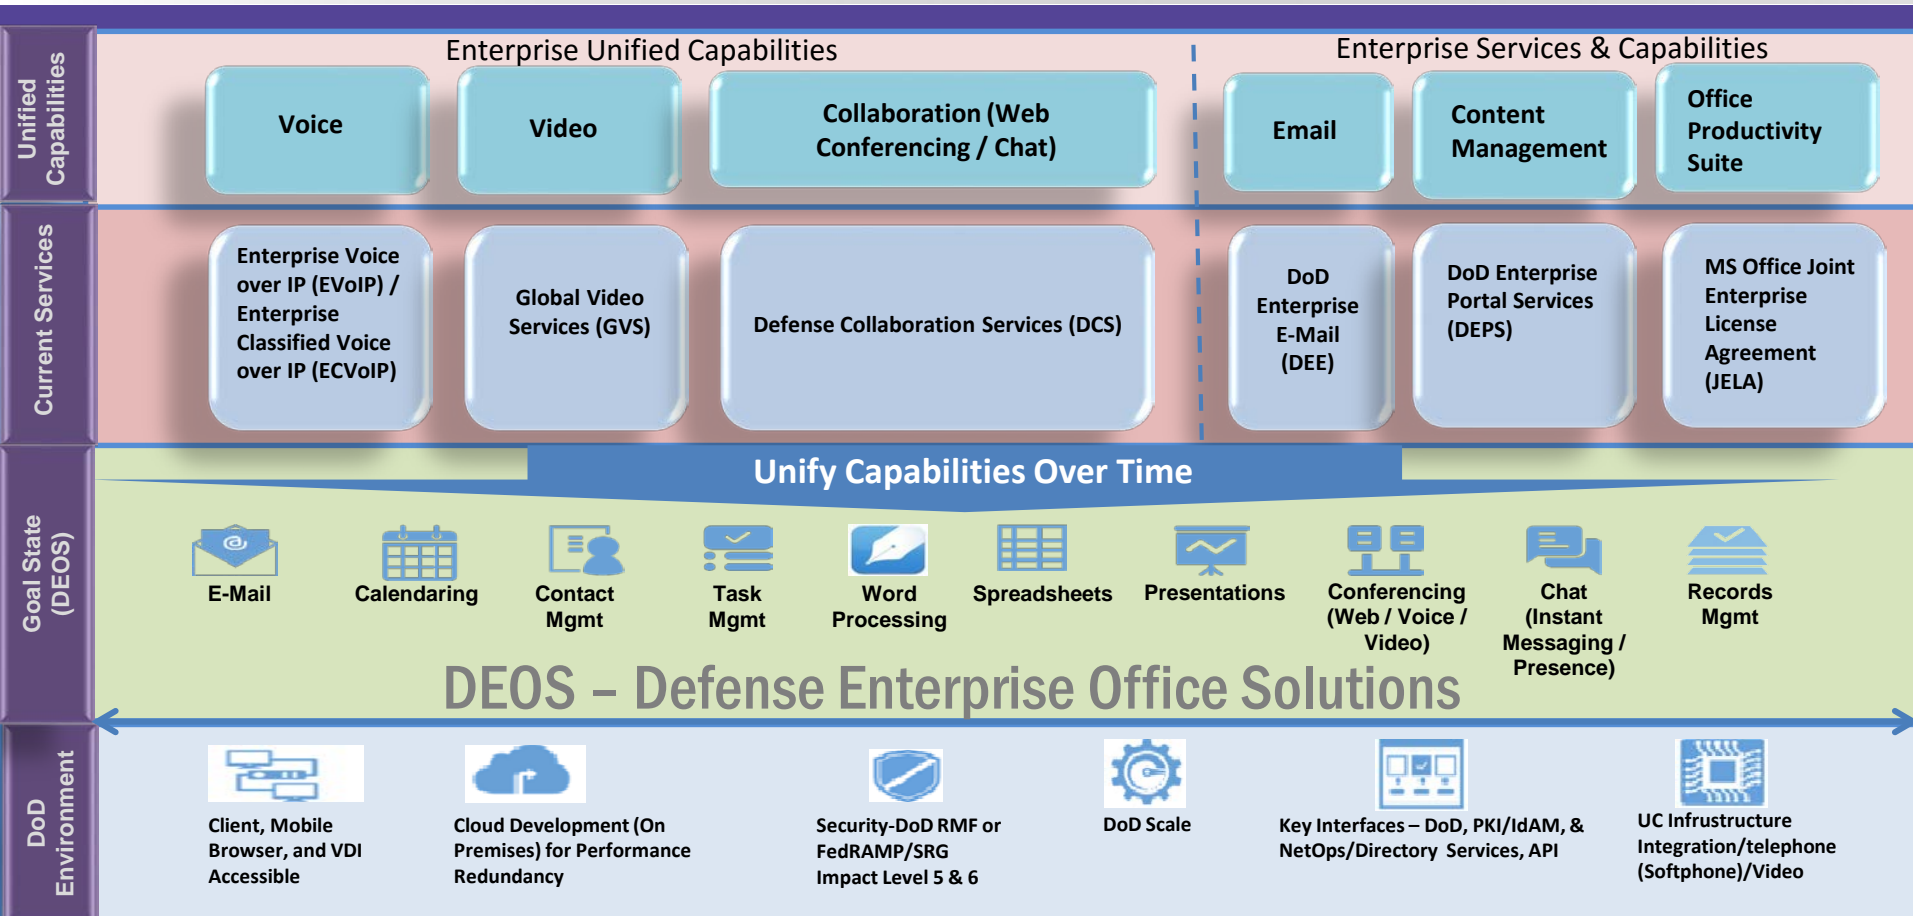 Enterprise Unified Capabilities
Enterprise Services & Capabilities
Unified
Capabilities
Voice
Video
Collaboration (Web
Conferencing / Chat)
Email
Content
Management
Office
Productivity
Suite
Current Services
Enterprise Voice
over IP (EVoIP) /
Enterprise
Classified Voice
over IP (ECVoIP)
Global Video
Services (GVS)
Defense Collaboration Services (DCS)
DoD
Enterprise
E-Mail
(DEE)
DoD Enterprise
Portal Services
(DEPS)
MS Office Joint
Enterprise
License
Agreement
(JELA)
Unify Capabilities Over Time
Goal State
(DEOS)
@
E-Mail
Calendaring
Contact
Mgmt
Task
Mgmt
Word
Processing
Spreadsheets
Presentations
Conferencing
(Web / Voice /
Video)
Chat
(Instant
Messaging /
Presence)
Records
Mgmt
DEOS – Defense Enterprise Office Solutions
DoD
Environment
Client, Mobile
Browser, and VDI
Accessible
Cloud Development (On
Premises) for Performance
Redundancy
Security-DoD RMF or
FedRAMP/SRG
Impact Level 5 & 6
DoD Scale
Key Interfaces – DoD, PKI/IdAM, &
NetOps/Directory Services, API
UC Infrustructure
Integration/telephone
(Softphone)/Video